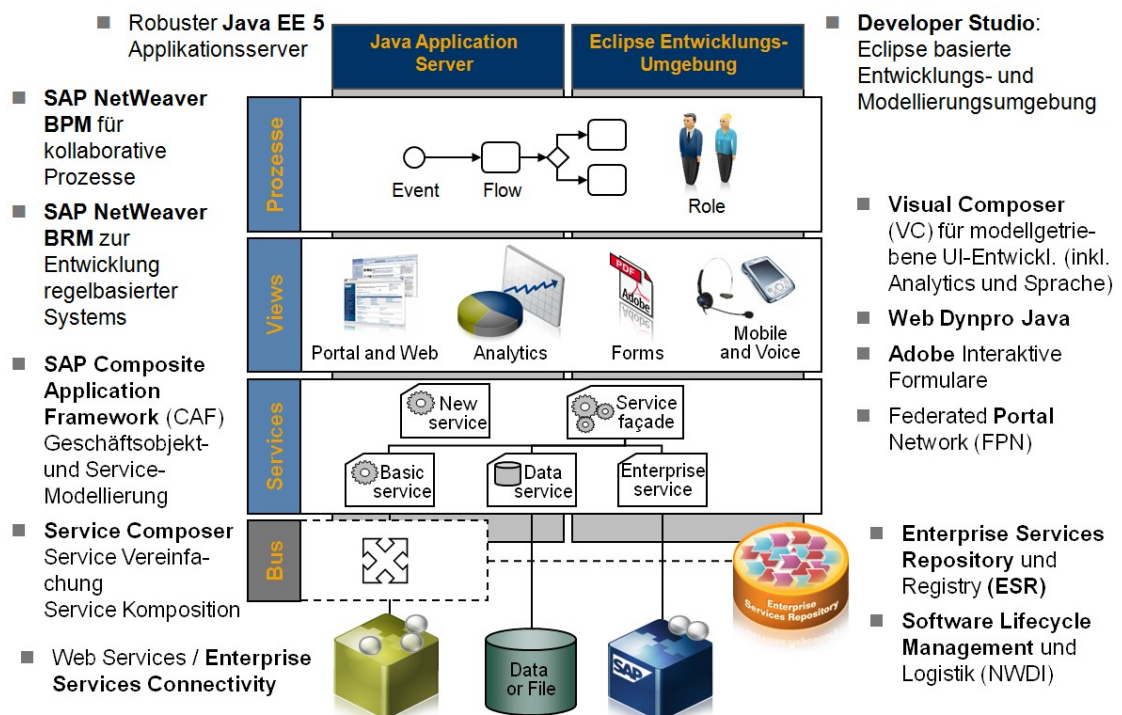 Robuster Java EE 5
Applikationsserver
SAP NetWeaver
BPM für
kollaborative
Prozesse
SAP NetWeaver
BRM zur
Entwicklung
regelbasierter
Systems
SAP Composite
Application
Framework (CAF)
Geschäftsobjekt-
und Service-
Modellierung
Service Composer
Service Vereinfa-
chung
Service Komposition
Web Services / Enterprise
Services Connectivity
Java Application
Server
Eclipse Entwicklungs-
Umgebung
Prozesse
Event
Flow
Role
Views
Portal and Web
Analytics
PDF
Adobe
Forms
Mobile
and Voice
Services
New
service
Service
façade
Basic
service
Data
service
Enterprise
service
Bus
Enterprise
Services Repository
Data
or File
SAP
Developer Studio:
Eclipse basierte
Entwicklungs- und
Modellierungsumgebung
Visual Composer
(VC) für modellgetrie-
bene UI-Entwickl. (inkl.
Analytics und Sprache)
Web Dynpro Java
Adobe Interaktive
Formulare
Federated Portal
Network (FPN)
Enterprise Services
Repository und
Registry (ESR)
Software Lifecycle
Management und
Logistik (NWDI)